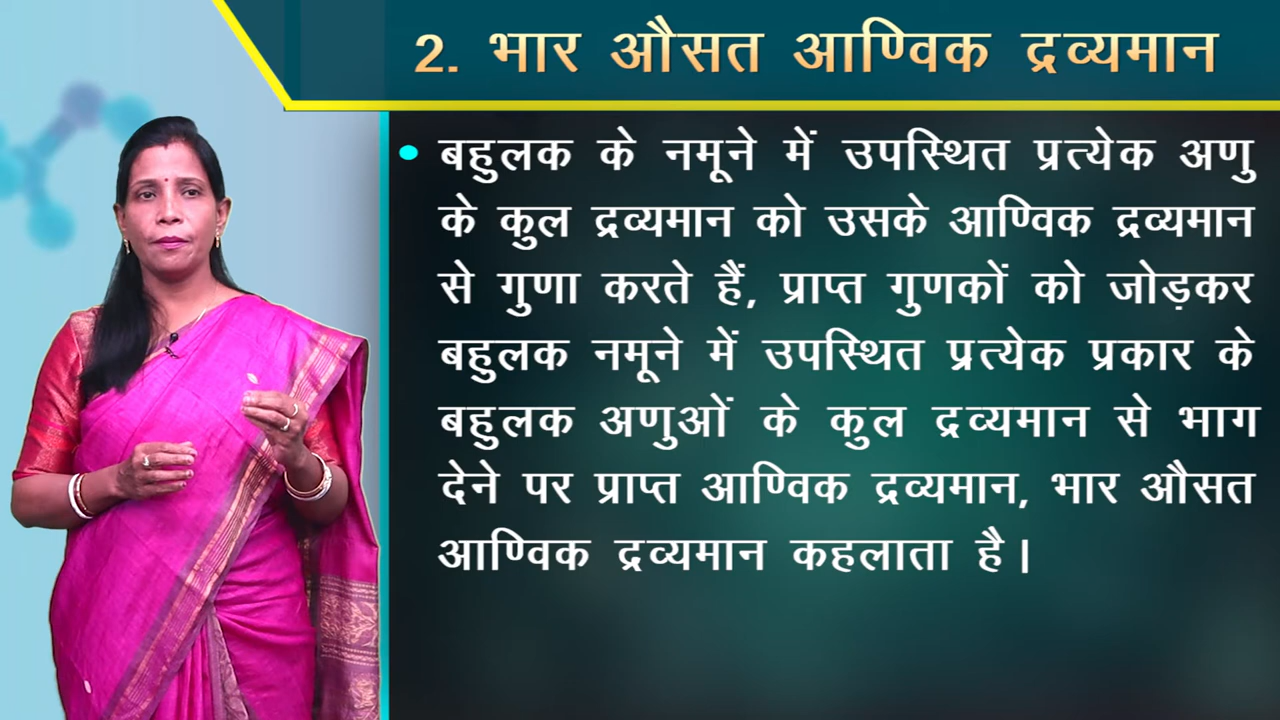 2. भार औसत आण्विक द्रव्यमान
• बहुलक के नमूने में उपस्थित प्रत्येक अणु
के कुल द्रव्यमान को उसके आण्विक द्रव्यमान
से गुणा करते हैं, प्राप्त गुणकों को जोड़कर
बहुलक नमूने में उपस्थित प्रत्येक प्रकार के
बहुलक अणुओं के कुल द्रव्यमान से भाग
देने पर प्राप्त आण्विक द्रव्यमान, भार औसत
आण्विक द्रव्यमान कहलाता है।